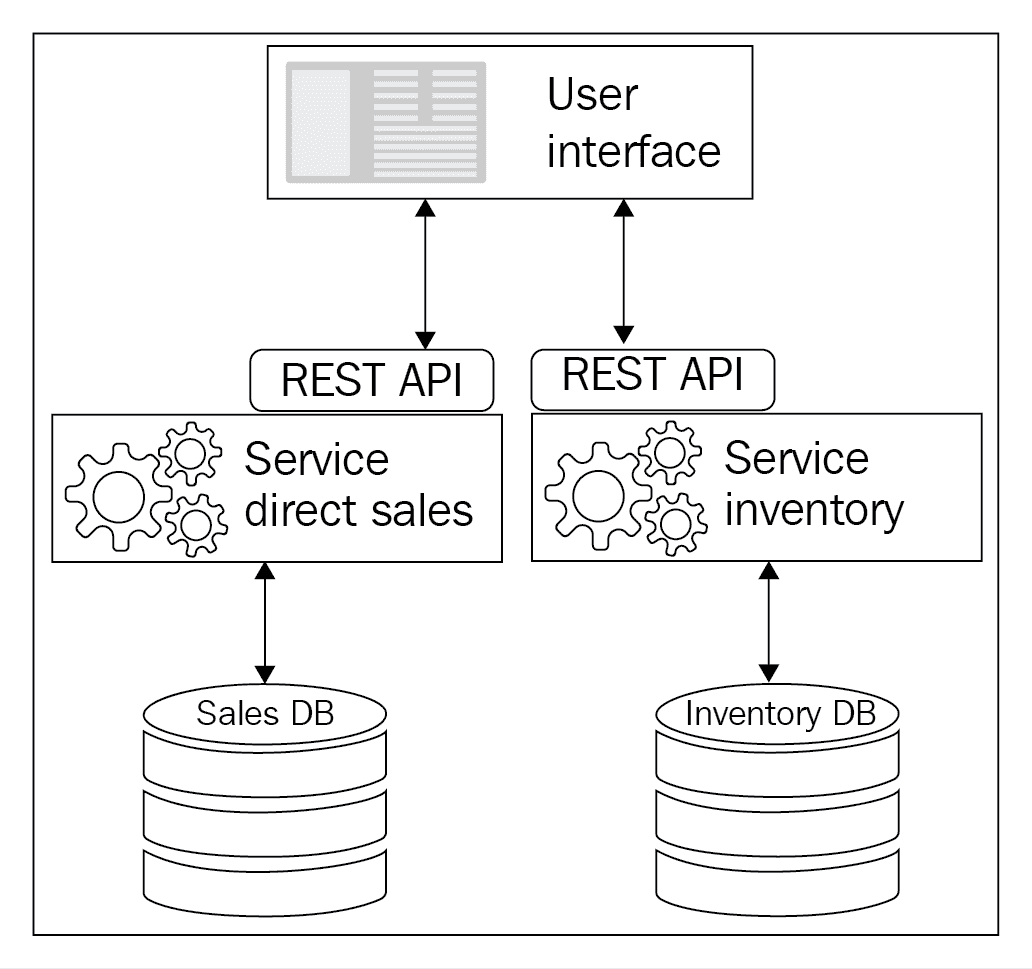 User
interface
REST API
REST API
Service
direct sales
Service
inventory
Sales DB
Inventory DB